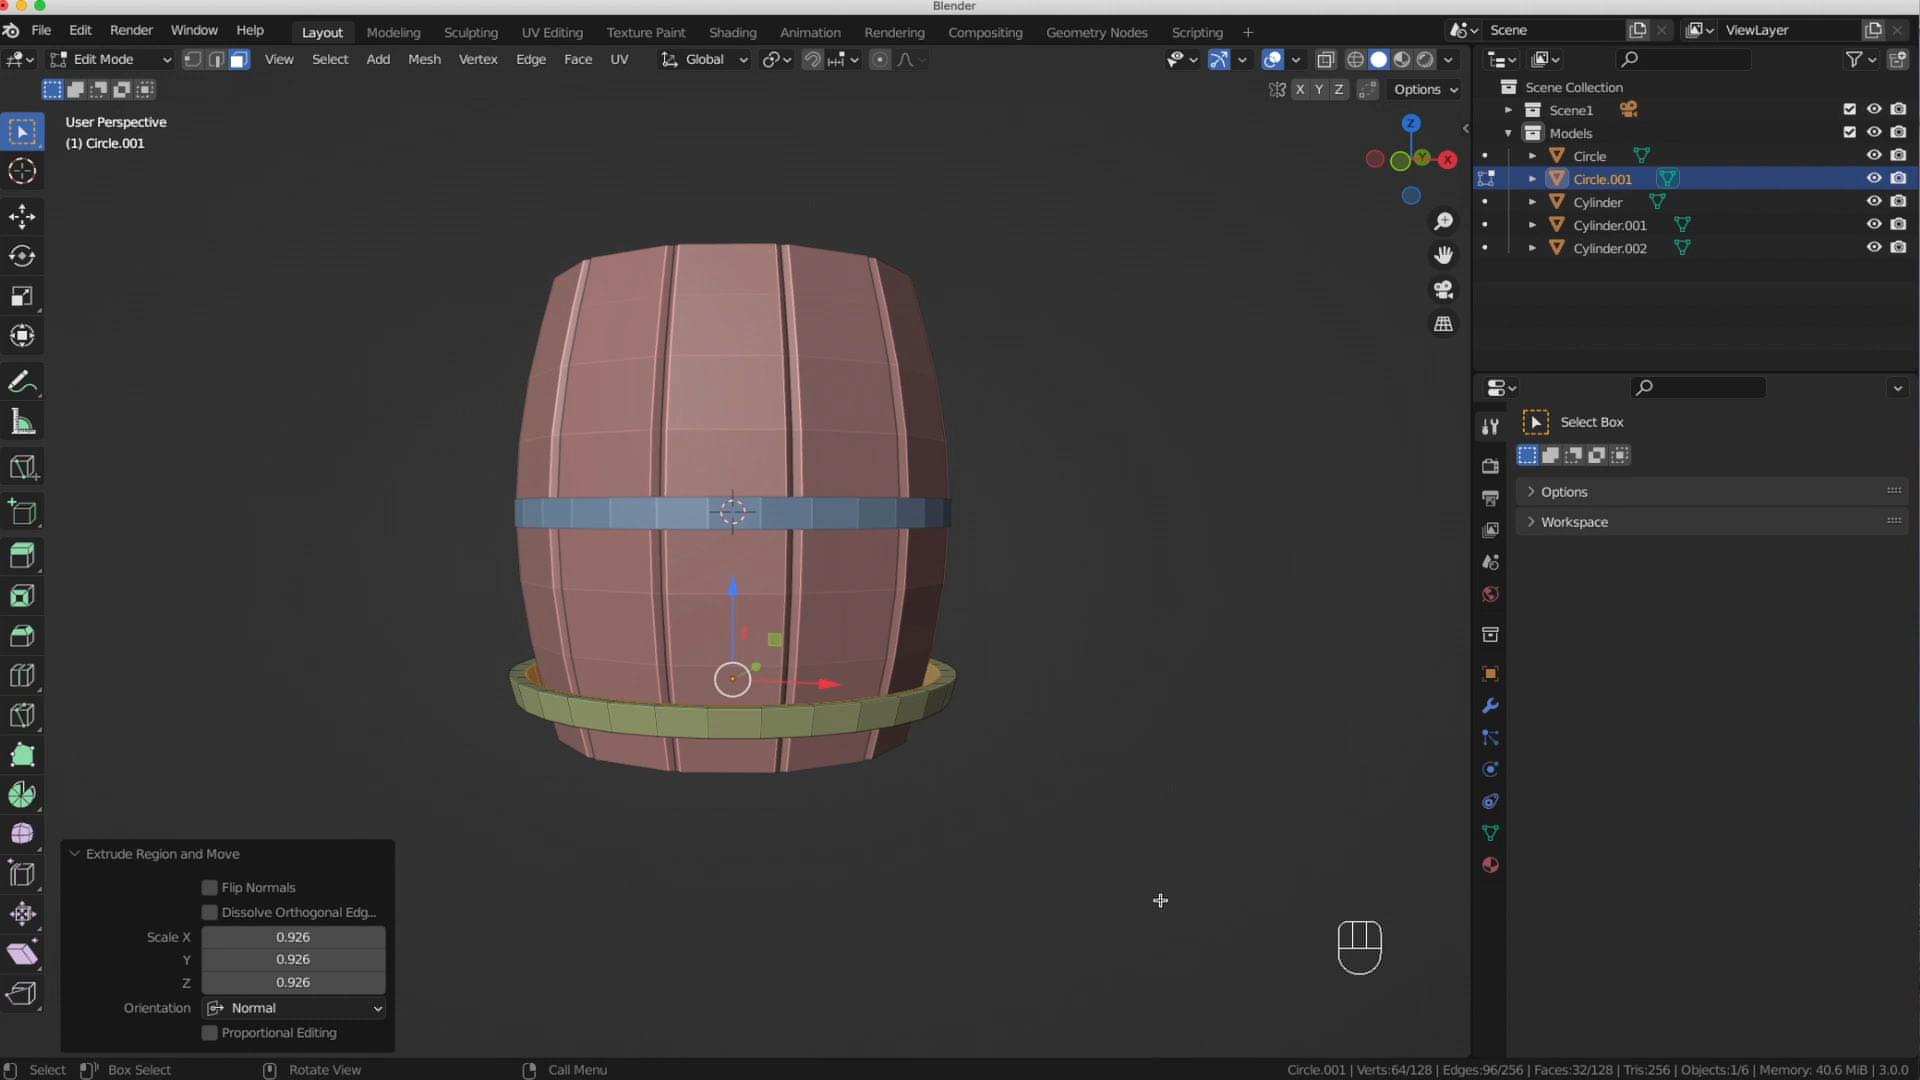 Blender
File Edit Render Window Help Layout Modeling Sculpting UV Editing Texture Paint Shading Animation Rendering Compositing Geometry Nodes Scripting + Scene ViewLayer
Edit Mode View Select Add Mesh Vertex Edge Face UV Global
X Y Z Options
User Perspective
(1) Circle.001
Z
Y
X
Scene Collection
Scene1
Models
Circle
Circle.001
Cylinder
Cylinder.001
Cylinder.002
Select Box
Options
Workspace
Extrude Region and Move
Flip Normals
Dissolve Orthogonal Edg...
Scale X 0.926
Y 0.926
Z 0.926
Orientation Normal
Proportional Editing
Select Box Select Rotate View Call Menu Circle.001 | Verts:64/128 | Edges:96/256 | Faces:32/128 | Tris:256 | Objects:1/6 | Memory: 40.6 MiB | 3.0.0